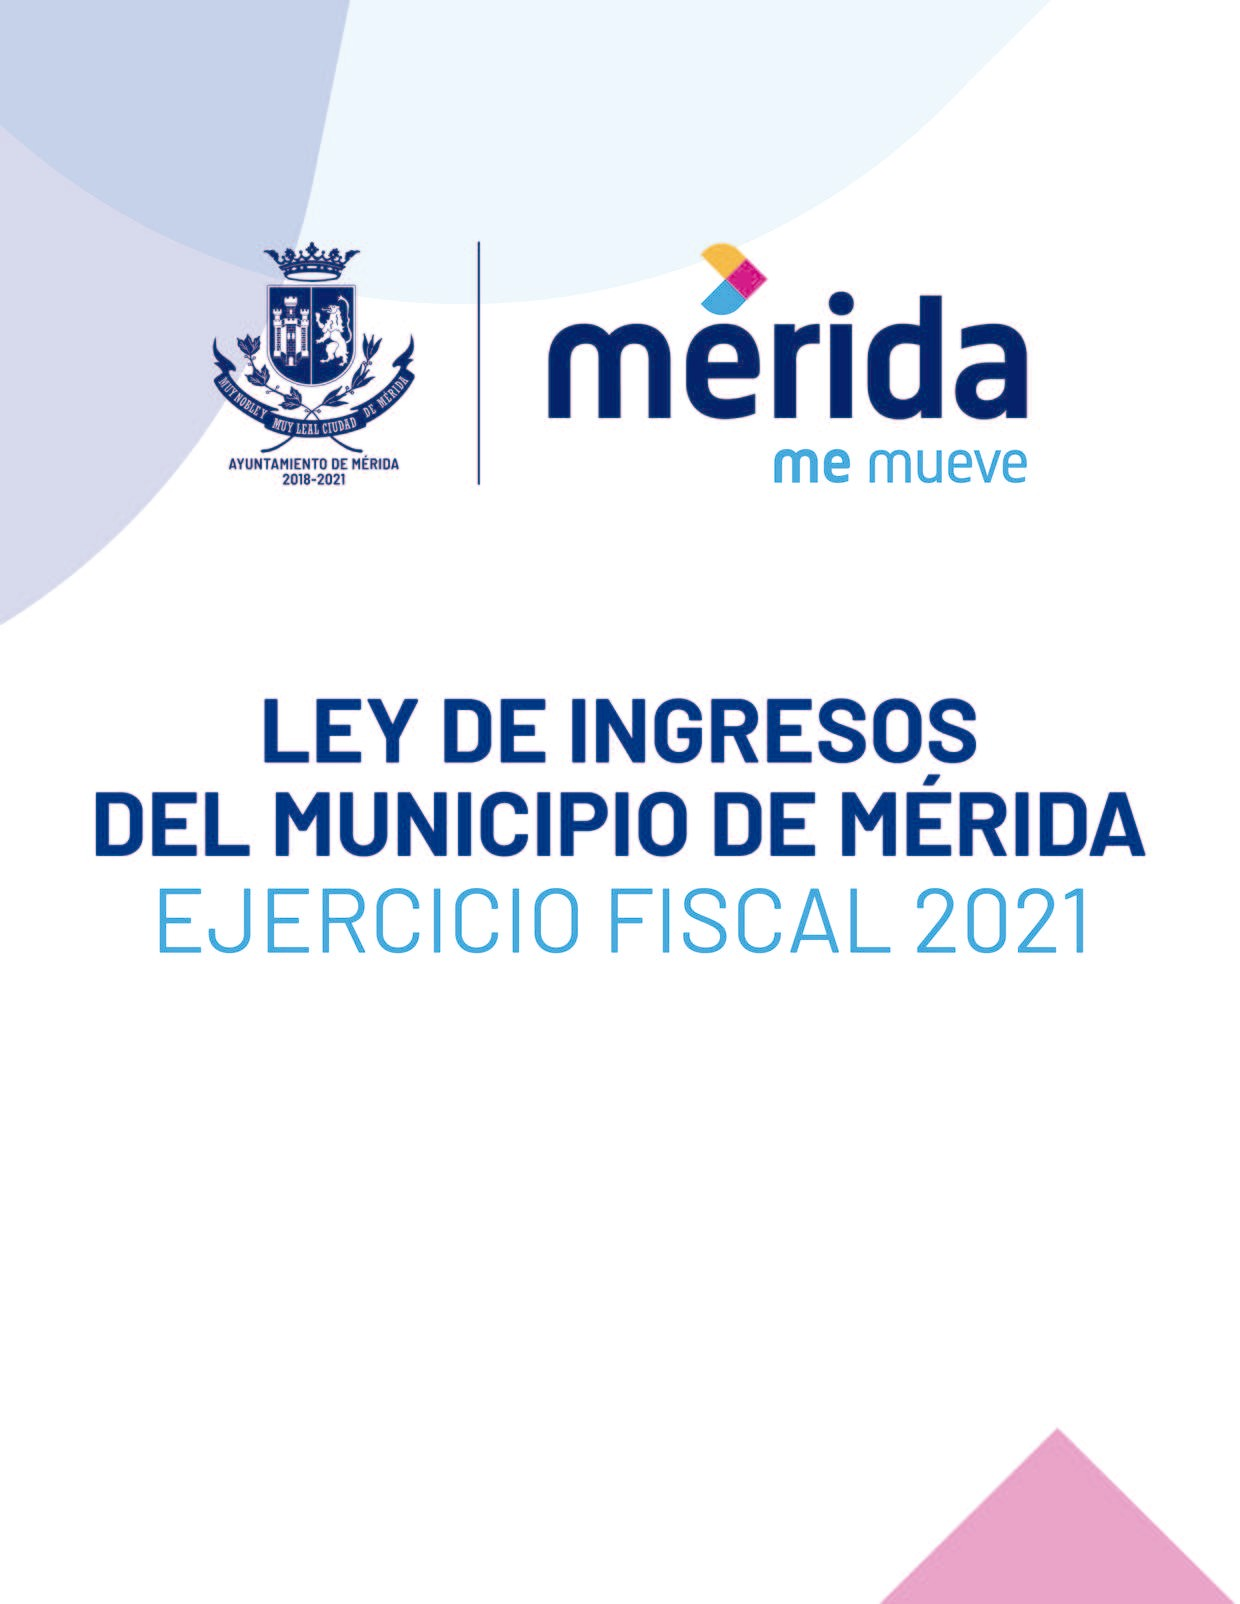 MUY NOBLE Y MUY LEAL CIUDAD DE MÉRIDA
AYUNTAMIENTO DE MÉRIDA
2018-2021
mérida
me mueve
LEY DE INGRESOS
DEL MUNICIPIO DE MÉRIDA
EJERCICIO FISCAL 2021